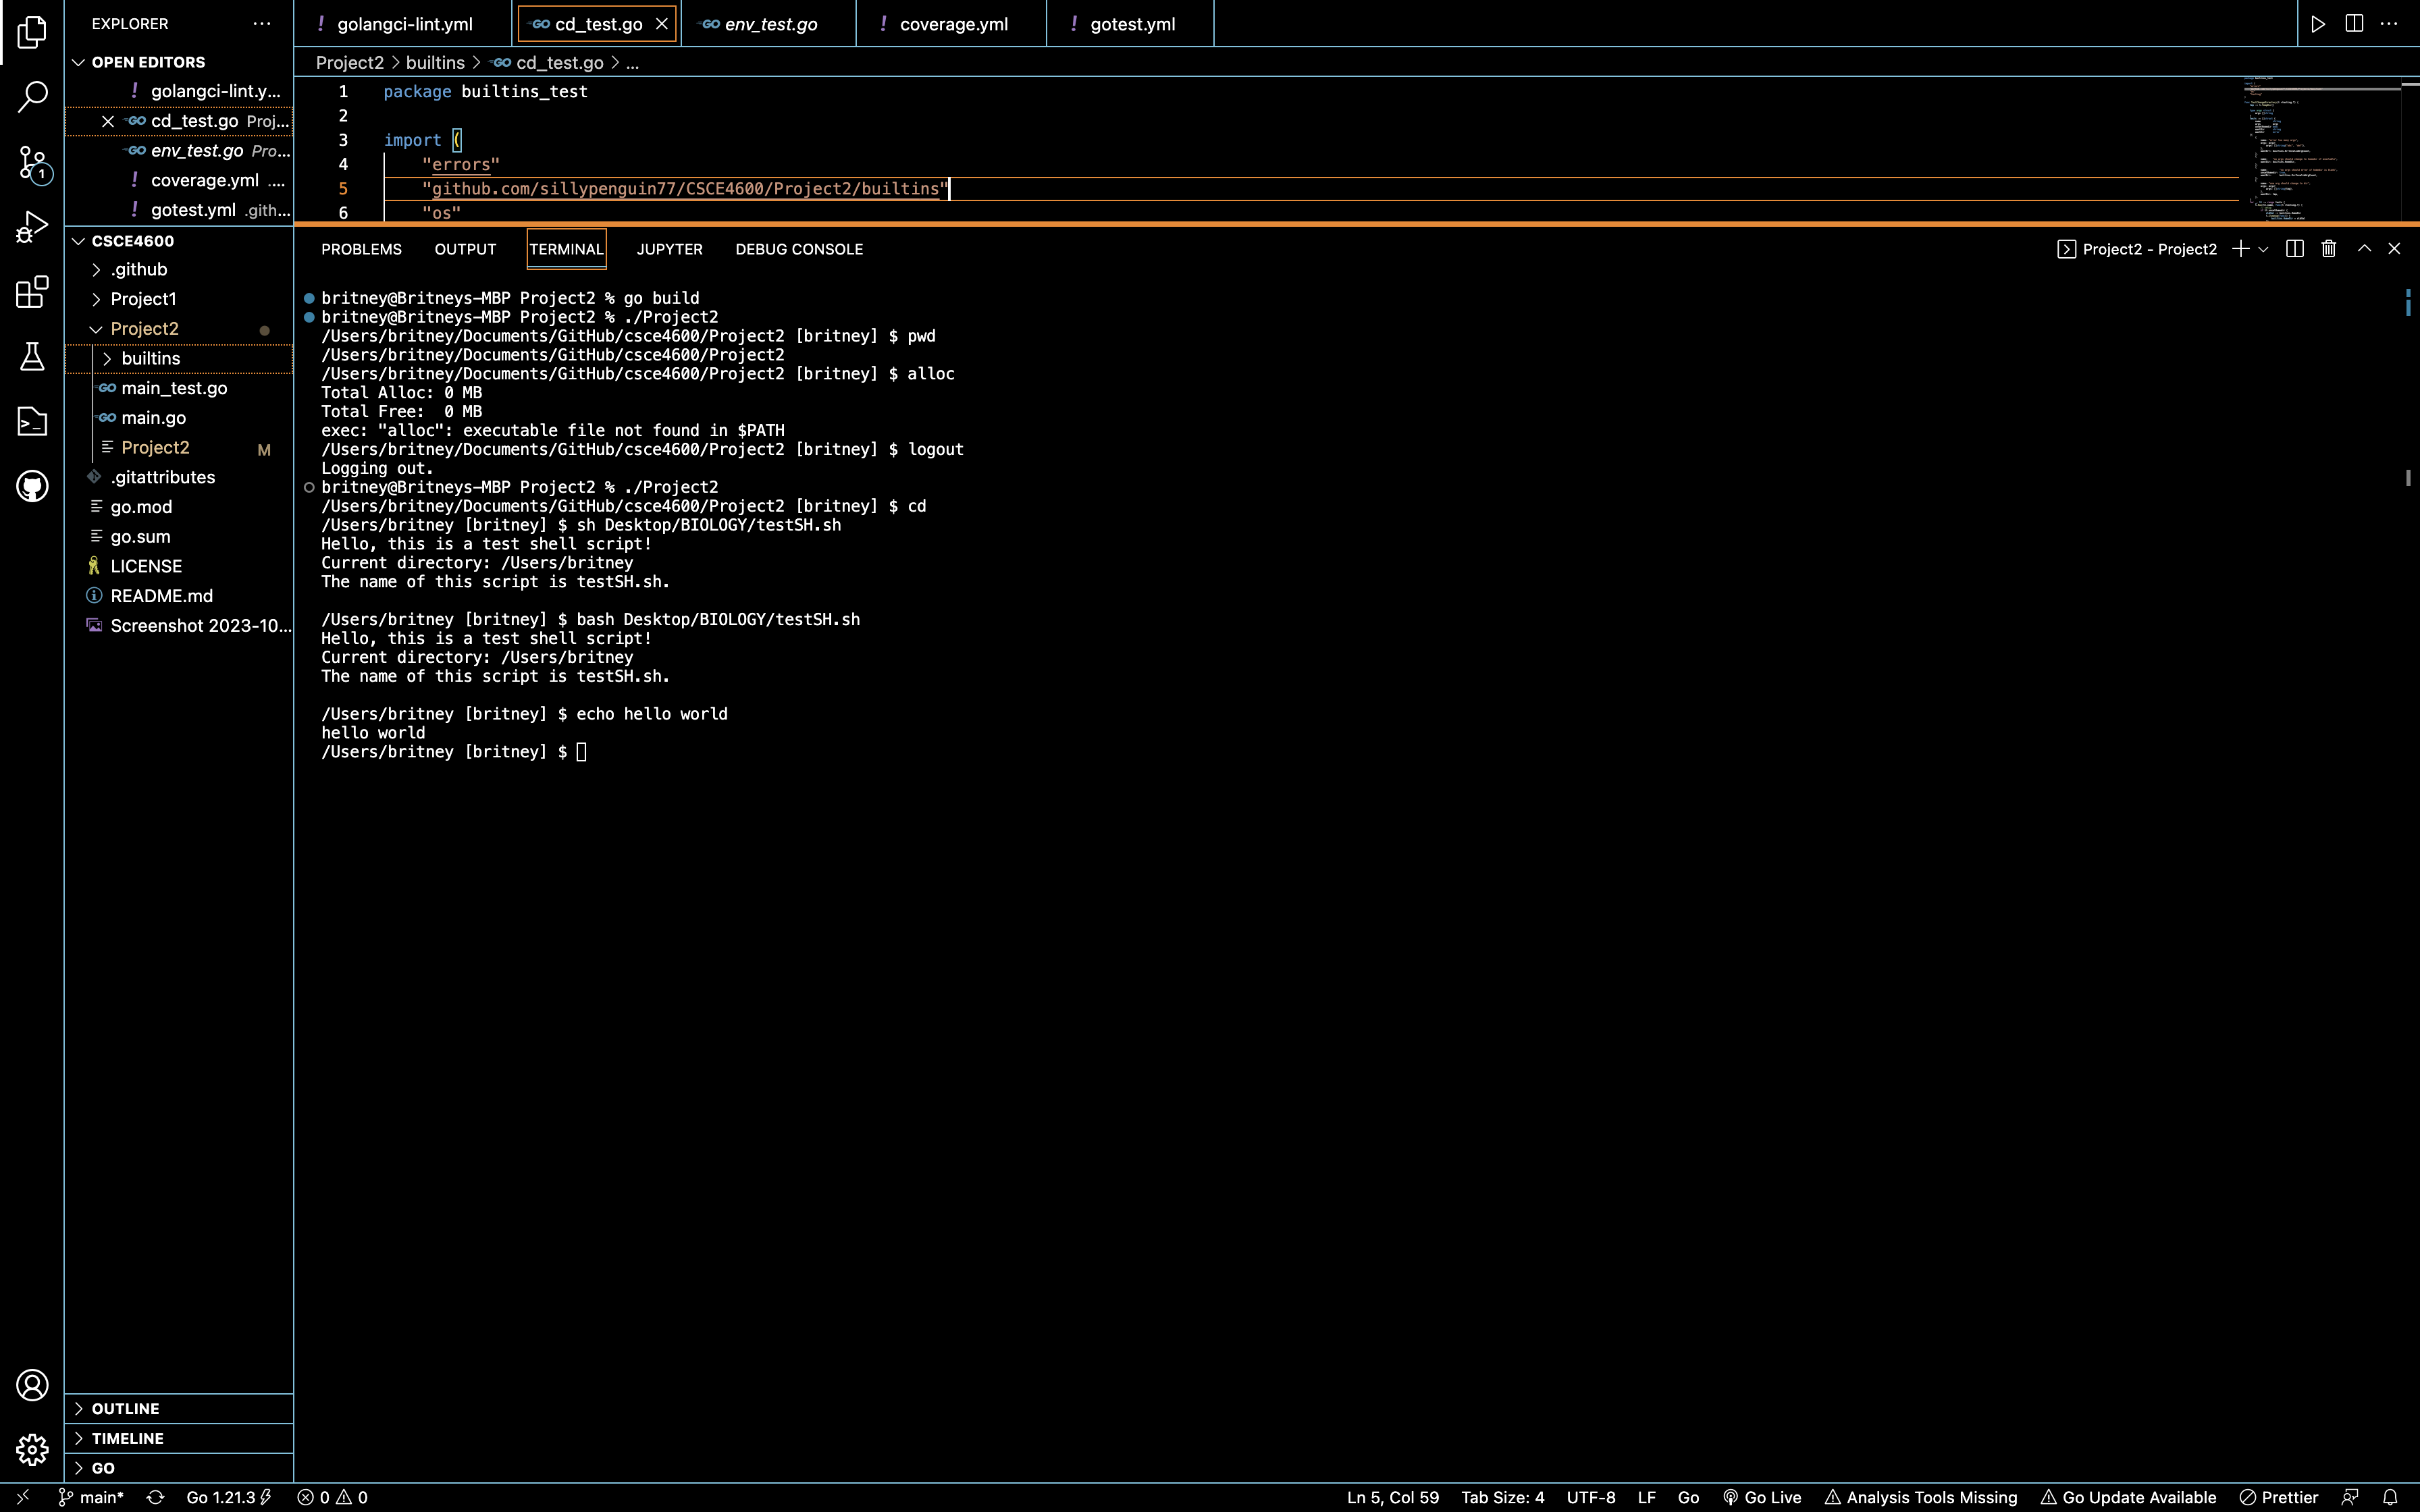 EXPLORER
OPEN EDITORS
golangci-lint.y...
cd_test.go Proj...
env_test.go Pro...
coverage.yml ....
gotest.yml .gith...
CSCE4600
.github
Project1
Project2
builtins
main_test.go
main.go
Project2 M
.gitattributes
go.mod
go.sum
LICENSE
README.md
Screenshot 2023-10...
OUTLINE
TIMELINE
GO
golangci-lint.yml cd_test.go env_test.go coverage.yml gotest.yml
Project2 > builtins > cd_test.go > ...
1 package builtins_test
2
3 import (
4 "errors"
5 "github.com/sillypenguin77/CSCE4600/Project2/builtins"
6 "os"
PROBLEMS OUTPUT TERMINAL JUPYTER DEBUG CONSOLE Project2 - Project2
britney@Britneys-MBP Project2 % go build
britney@Britneys-MBP Project2 % ./Project2
/Users/britney/Documents/GitHub/csce4600/Project2 [britney] $ pwd
/Users/britney/Documents/GitHub/csce4600/Project2
/Users/britney/Documents/GitHub/csce4600/Project2 [britney] $ alloc
Total Alloc: 0 MB
Total Free:  0 MB
exec: "alloc": executable file not found in $PATH
/Users/britney/Documents/GitHub/csce4600/Project2 [britney] $ logout
Logging out.
britney@Britneys-MBP Project2 % ./Project2
/Users/britney/Documents/GitHub/csce4600/Project2 [britney] $ cd
/Users/britney [britney] $ sh Desktop/BIOLOGY/testSH.sh
Hello, this is a test shell script!
Current directory: /Users/britney
The name of this script is testSH.sh.
/Users/britney [britney] $ bash Desktop/BIOLOGY/testSH.sh
Hello, this is a test shell script!
Current directory: /Users/britney
The name of this script is testSH.sh.
/Users/britney [britney] $ echo hello world
hello world
/Users/britney [britney] $
main* Go 1.21.3 0 0 Ln 5, Col 59 Tab Size: 4 UTF-8 LF Go Go Live Analysis Tools Missing Go Update Available Prettier